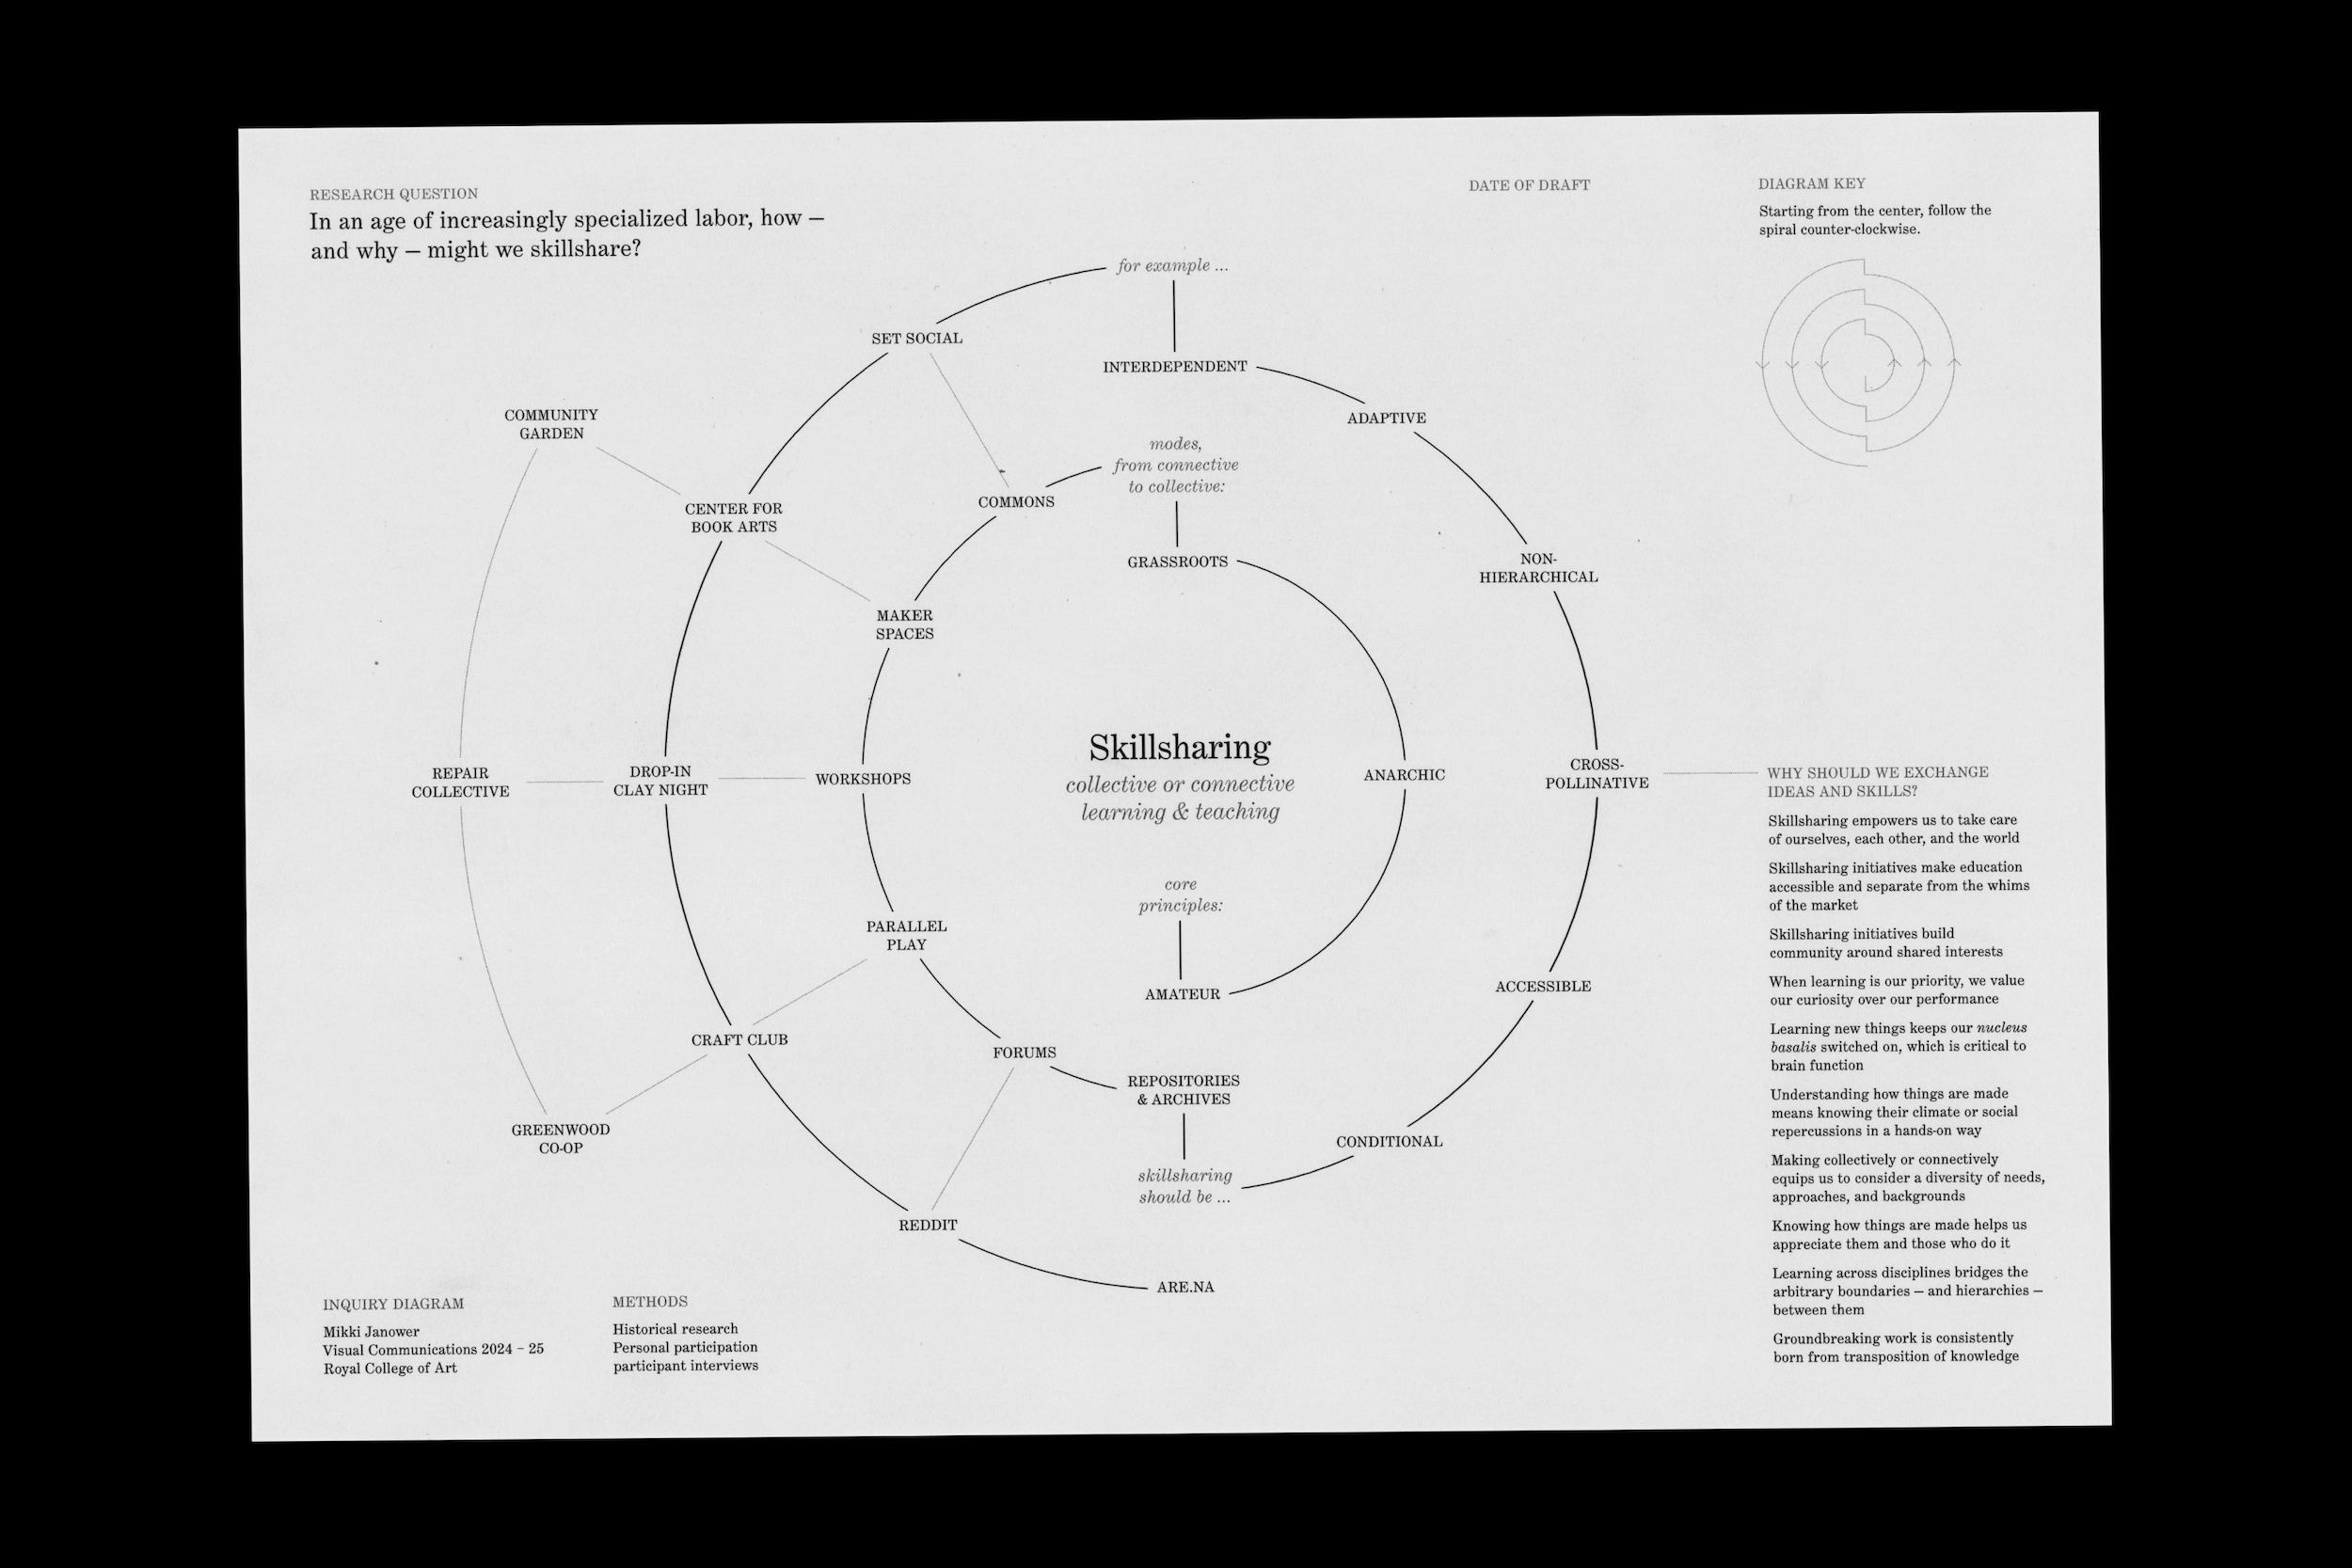 RESEARCH QUESTION
In an age of increasingly specialized labor, how —
and why — might we skillshare?
DATE OF DRAFT
DIAGRAM KEY
Starting from the center, follow the
spiral counter-clockwise.
Skillsharing
collective or connective
learning & teaching
core
principles:
AMATEUR
ANARCHIC
GRASSROOTS
modes,
from connective
to collective:
COMMONS
MAKER
SPACES
WORKSHOPS
PARALLEL
PLAY
FORUMS
REPOSITORIES
& ARCHIVES
skillsharing
should be ...
CONDITIONAL
ACCESSIBLE
CROSS-
POLLINATIVE
NON-
HIERARCHICAL
ADAPTIVE
INTERDEPENDENT
for example ...
SET SOCIAL
CENTER FOR
BOOK ARTS
DROP-IN
CLAY NIGHT
CRAFT CLUB
REDDIT
ARE.NA
COMMUNITY
GARDEN
REPAIR
COLLECTIVE
GREENWOOD
CO-OP
WHY SHOULD WE EXCHANGE
IDEAS AND SKILLS?
Skillsharing empowers us to take care
of ourselves, each other, and the world
Skillsharing initiatives make education
accessible and separate from the whims
of the market
Skillsharing initiatives build
community around shared interests
When learning is our priority, we value
our curiosity over our performance
Learning new things keeps our nucleus
basalis switched on, which is critical to
brain function
Understanding how things are made
means knowing their climate or social
repercussions in a hands-on way
Making collectively or connectively
equips us to consider a diversity of needs,
approaches, and backgrounds
Knowing how things are made helps us
appreciate them and those who do it
Learning across disciplines bridges the
arbitrary boundaries — and hierarchies —
between them
Groundbreaking work is consistently
born from transposition of knowledge
INQUIRY DIAGRAM
Mikki Janower
Visual Communications 2024 – 25
Royal College of Art
METHODS
Historical research
Personal participation
participant interviews